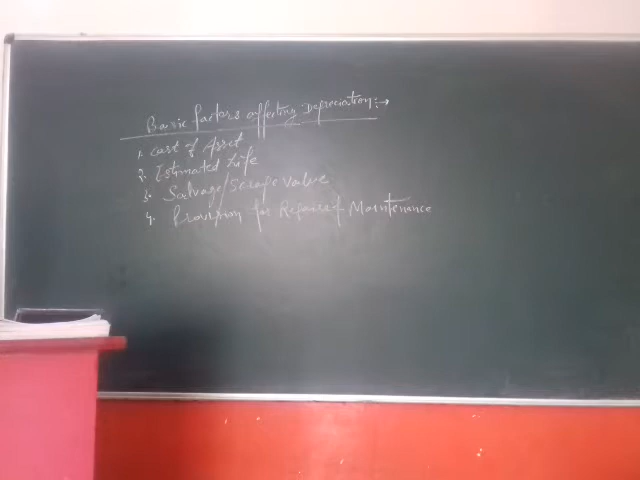 Basic factors affecting Depreciation:→
1. Cost of Asset
2. Estimated Life
3. Salvage/Scrape value
4. Provision for Repairs & Maintenance